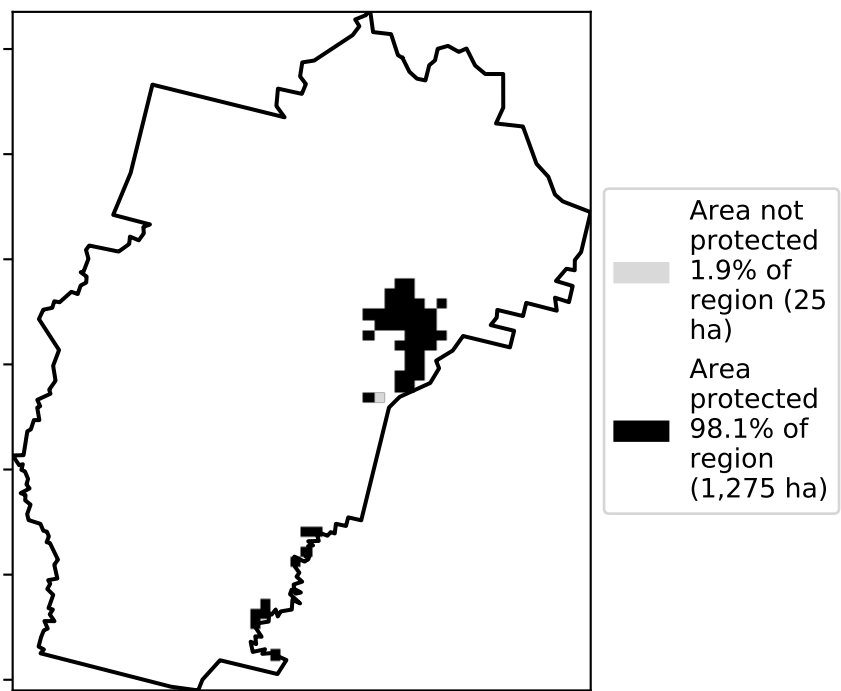 Area not
protected
1.9% of
region (25
ha)
Area
protected
98.1% of
region
(1,275 ha)